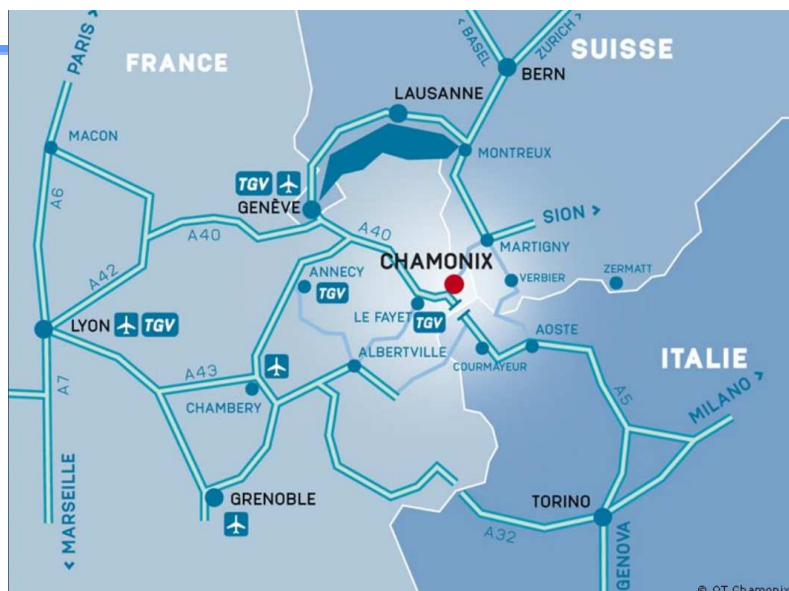 PARIS >
FRANCE
< BASEL
ZURICH >
SUISSE
BERN
LAUSANNE
MACON
MONTREUX
TGV
GENÈVE
A6
A40
A40
SION >
MARTIGNY
CHAMONIX
A42
ANNECY
TGV
VERBIER
ZERMATT
LE FAYET
TGV
LYON TGV
AOSTE
ALBERTVILLE
COURMAYEUR
ITALIE
A43
A7
CHAMBERY
A5
MILANO >
< MARSEILLE
GRENOBLE
TORINO
A32
GENOVA
© OT Chamonix